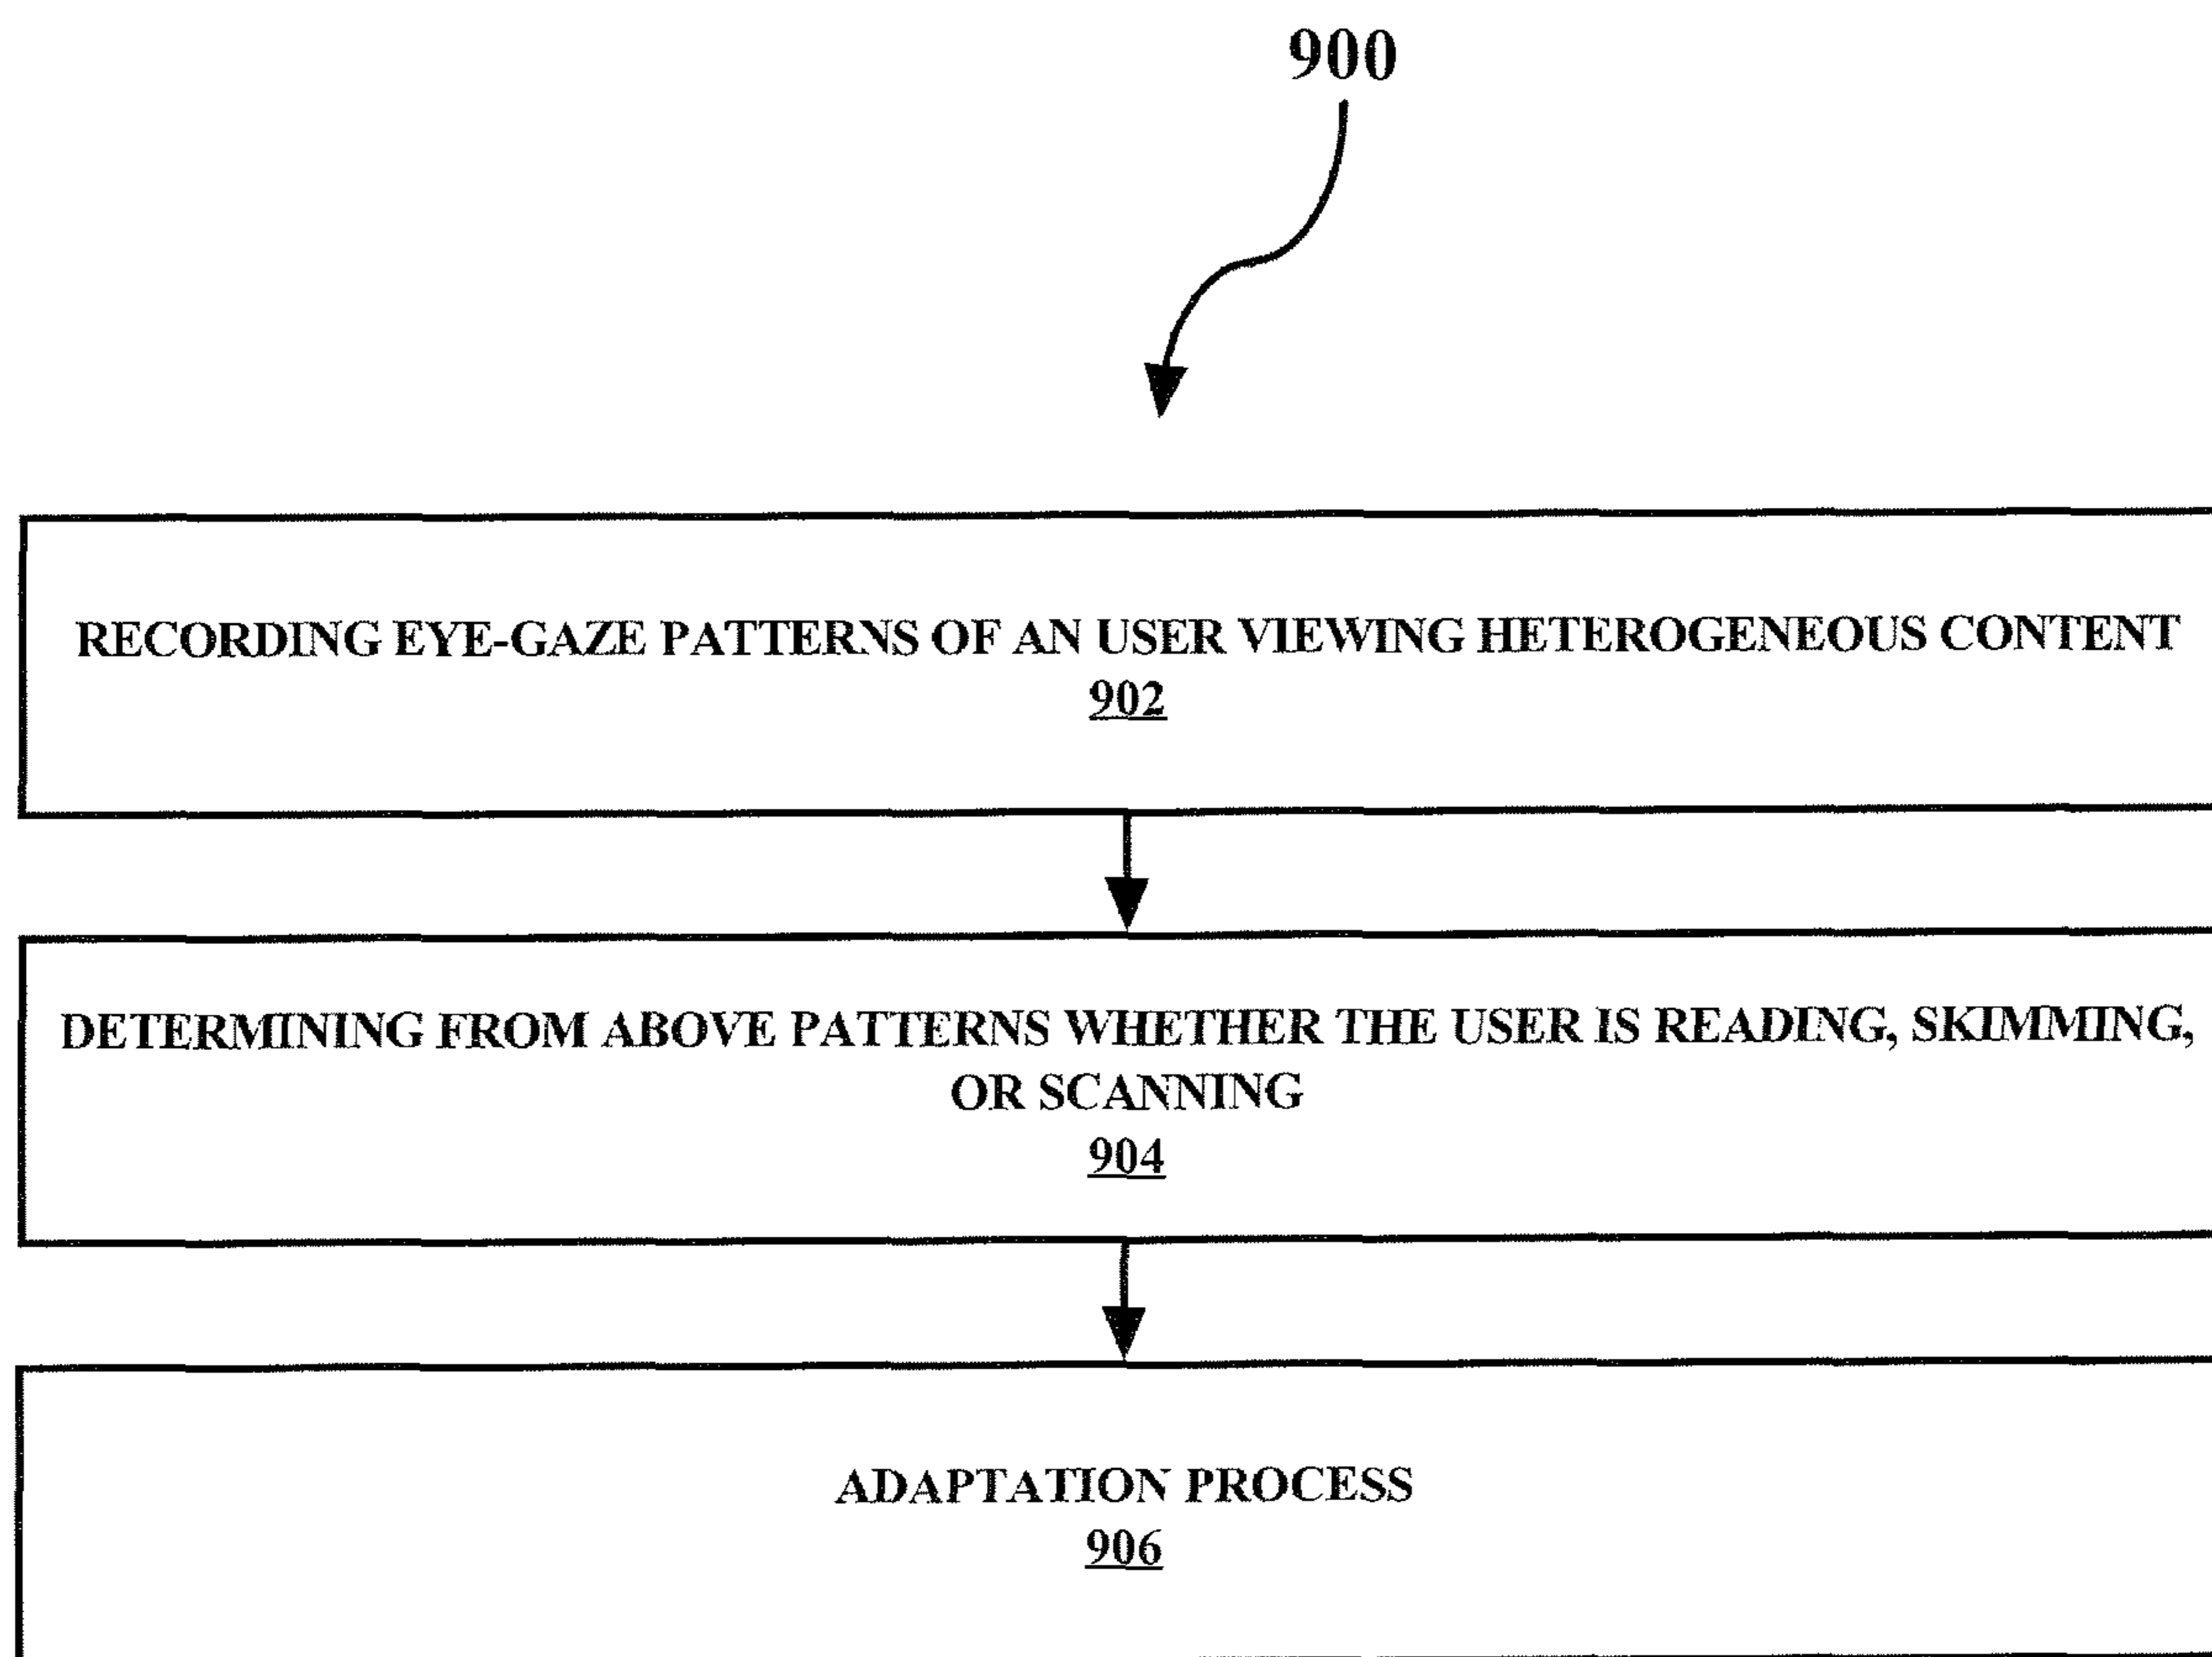 900
RECORDING EYE-GAZE PATTERNS OF AN USER VIEWING HETEROGENEOUS CONTENT
902
DETERMINING FROM ABOVE PATTERNS WHETHER THE USER IS READING, SKIMMING,
OR SCANNING
904
ADAPTATION PROCESS
906